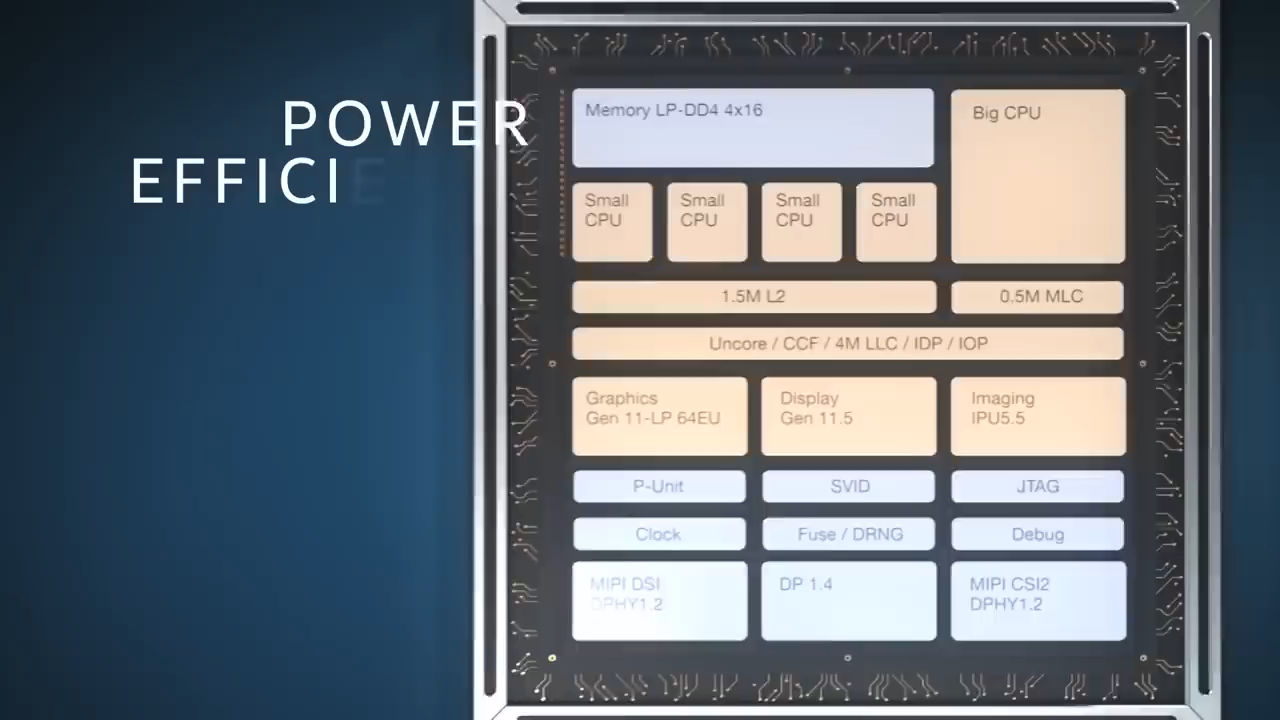 POWER
EFFICIE
Memory LP-DD4 4x16
Big CPU
Small
CPU
Small
CPU
Small
CPU
Small
CPU
1.5M L2
0.5M MLC
Uncore / CCF / 4M LLC / IDP / IOP
Graphics
Gen 11-LP 64EU
Display
Gen 11.5
Imaging
IPU5.5
P-Unit
SVID
JTAG
Clock
Fuse / DRNG
Debug
MIPI DSI
DPHY1.2
DP 1.4
MIPI CSI2
DPHY1.2